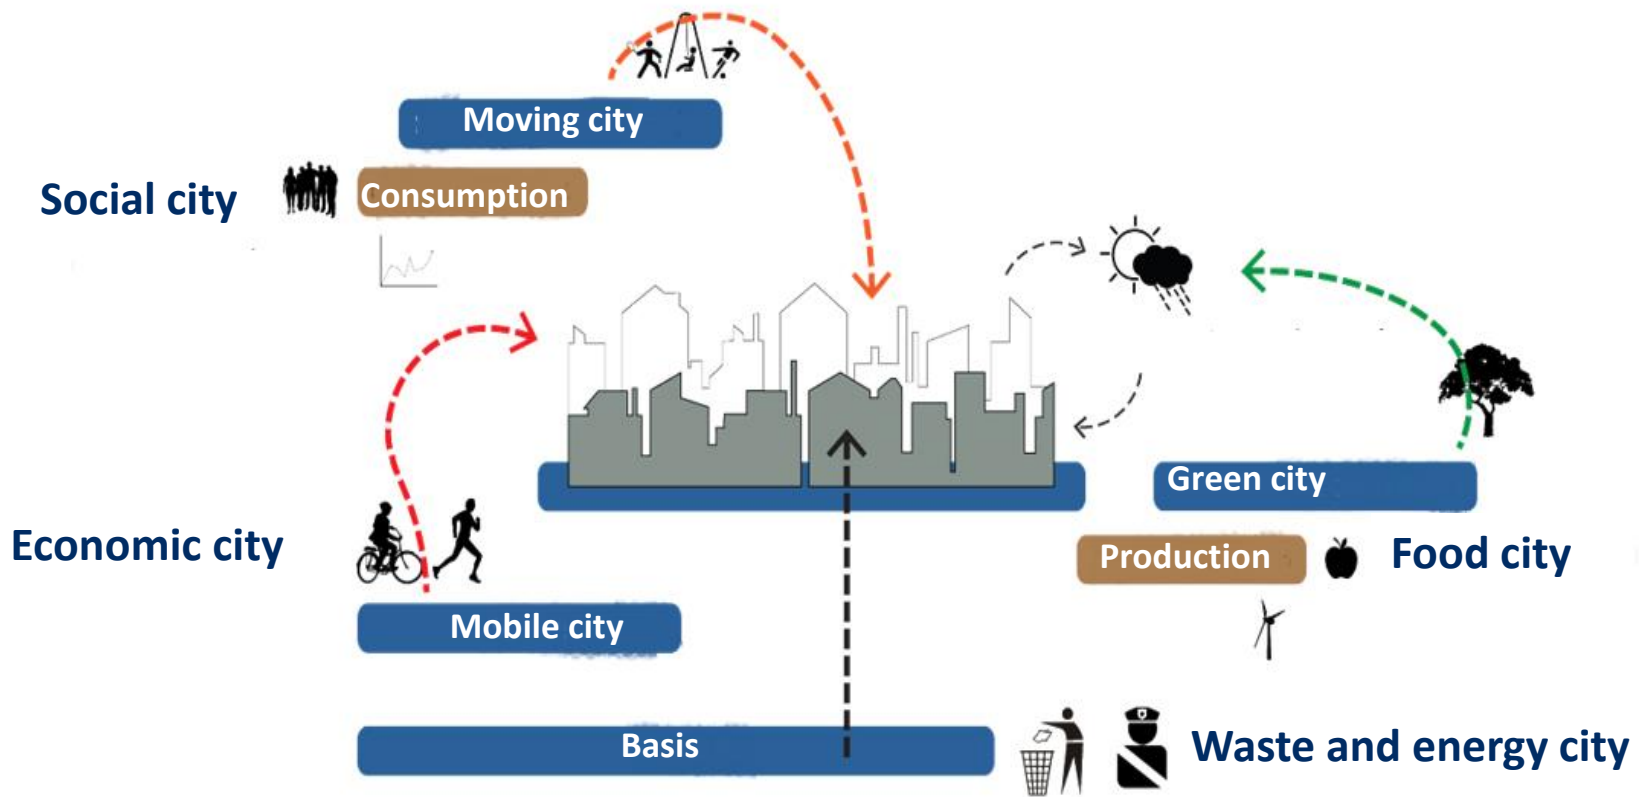 Moving city
Social city
Consumption
Green city
Economic city
Production
Food city
Mobile city
Basis
Waste and energy city